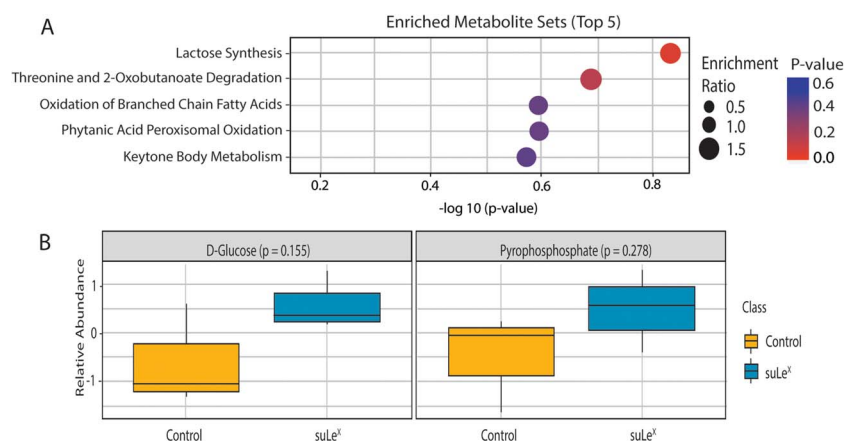 A
Enriched Metabolite Sets (Top 5)
Lactose Synthesis
Threonine and 2-Oxobutanoate Degradation
Oxidation of Branched Chain Fatty Acids
Phytanic Acid Peroxisomal Oxidation
Keytone Body Metabolism
0.2 0.4 0.6 0.8
-log 10 (p-value)
Enrichment
Ratio
0.5
1.0
1.5
P-value
0.6
0.4
0.2
0.0
B
D-Glucose (p = 0.155)
Pyrophosphosphate (p = 0.278)
Relative Abundance
1
0
-1
Control suLeˣ Control suLeˣ
Class
Control
suLeˣ